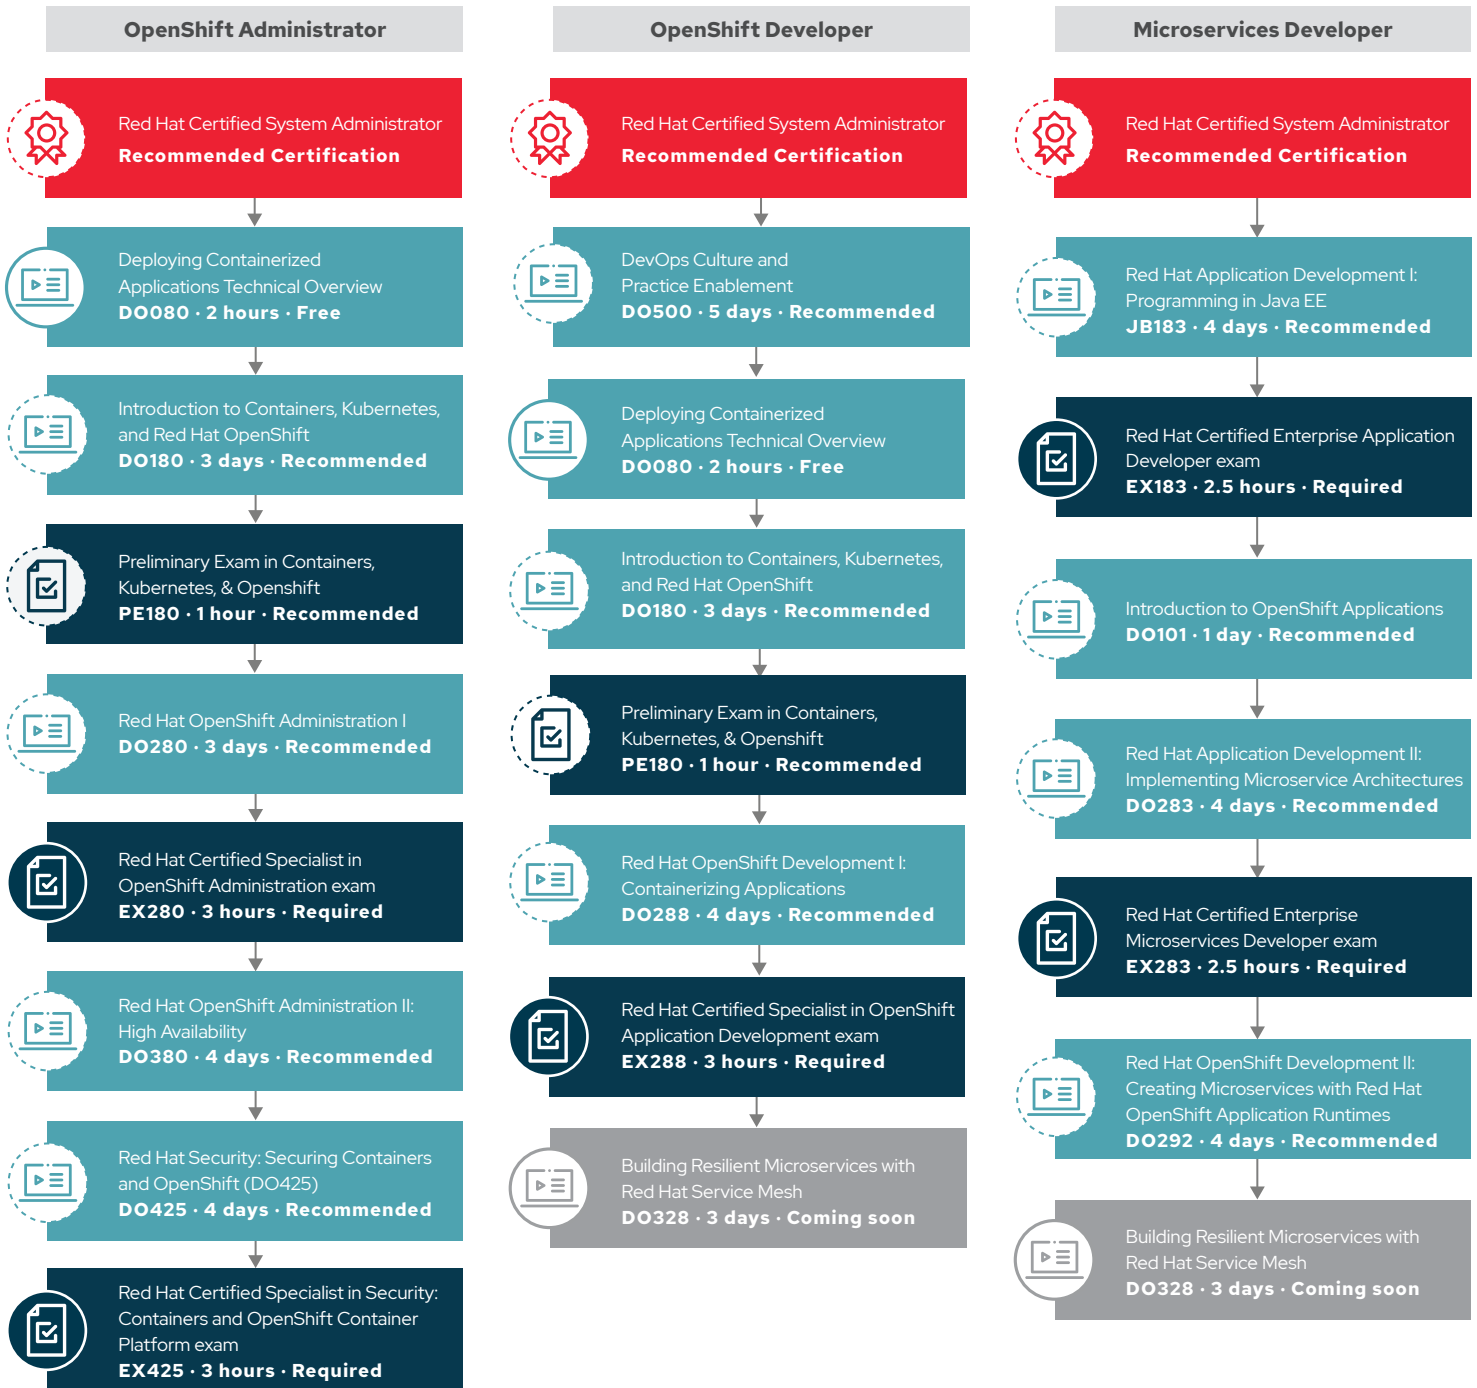 OpenShift Administrator
Red Hat Certified System Administrator
Recommended Certification
Deploying Containerized
Applications Technical Overview
DO080 · 2 hours · Free
Introduction to Containers, Kubernetes,
and Red Hat OpenShift
DO180 · 3 days · Recommended
Preliminary Exam in Containers,
Kubernetes, & Openshift
PE180 · 1 hour · Recommended
Red Hat OpenShift Administration I
DO280 · 3 days · Recommended
Red Hat Certified Specialist in
OpenShift Administration exam
EX280 · 3 hours · Required
Red Hat OpenShift Administration II:
High Availability
DO380 · 4 days · Recommended
Red Hat Security: Securing Containers
and OpenShift (DO425)
DO425 · 4 days · Recommended
Red Hat Certified Specialist in Security:
Containers and OpenShift Container
Platform exam
EX425 · 3 hours · Required
OpenShift Developer
Red Hat Certified System Administrator
Recommended Certification
DevOps Culture and
Practice Enablement
DO500 · 5 days · Recommended
Deploying Containerized
Applications Technical Overview
DO080 · 2 hours · Free
Introduction to Containers, Kubernetes,
and Red Hat OpenShift
DO180 · 3 days · Recommended
Preliminary Exam in Containers,
Kubernetes, & Openshift
PE180 · 1 hour · Recommended
Red Hat OpenShift Development I:
Containerizing Applications
DO288 · 4 days · Recommended
Red Hat Certified Specialist in OpenShift
Application Development exam
EX288 · 3 hours · Required
Building Resilient Microservices with
Red Hat Service Mesh
DO328 · 3 days · Coming soon
Microservices Developer
Red Hat Certified System Administrator
Recommended Certification
Red Hat Application Development I:
Programming in Java EE
JB183 · 4 days · Recommended
Red Hat Certified Enterprise Application
Developer exam
EX183 · 2.5 hours · Required
Introduction to OpenShift Applications
DO101 · 1 day · Recommended
Red Hat Application Development II:
Implementing Microservice Architectures
DO283 · 4 days · Recommended
Red Hat Certified Enterprise
Microservices Developer exam
EX283 · 2.5 hours · Required
Red Hat OpenShift Development II:
Creating Microservices with Red Hat
OpenShift Application Runtimes
DO292 · 4 days · Recommended
Building Resilient Microservices with
Red Hat Service Mesh
DO328 · 3 days · Coming soon